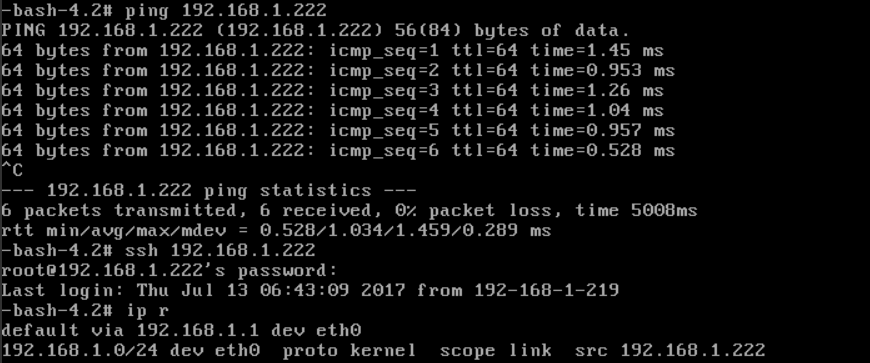 -bash-4.2# ping 192.168.1.222
PING 192.168.1.222 (192.168.1.222) 56(84) bytes of data.
64 bytes from 192.168.1.222: icmp_seq=1 ttl=64 time=1.45 ms
64 bytes from 192.168.1.222: icmp_seq=2 ttl=64 time=0.953 ms
64 bytes from 192.168.1.222: icmp_seq=3 ttl=64 time=1.26 ms
64 bytes from 192.168.1.222: icmp_seq=4 ttl=64 time=1.04 ms
64 bytes from 192.168.1.222: icmp_seq=5 ttl=64 time=0.957 ms
64 bytes from 192.168.1.222: icmp_seq=6 ttl=64 time=0.528 ms
^C
--- 192.168.1.222 ping statistics ---
6 packets transmitted, 6 received, 0% packet loss, time 5008ms
rtt min/avg/max/mdev = 0.528/1.034/1.459/0.289 ms
-bash-4.2# ssh 192.168.1.222
root@192.168.1.222's password:
Last login: Thu Jul 13 06:43:09 2017 from 192-168-1-219
-bash-4.2# ip r
default via 192.168.1.1 dev eth0
192.168.1.0/24 dev eth0  proto kernel  scope link  src 192.168.1.222